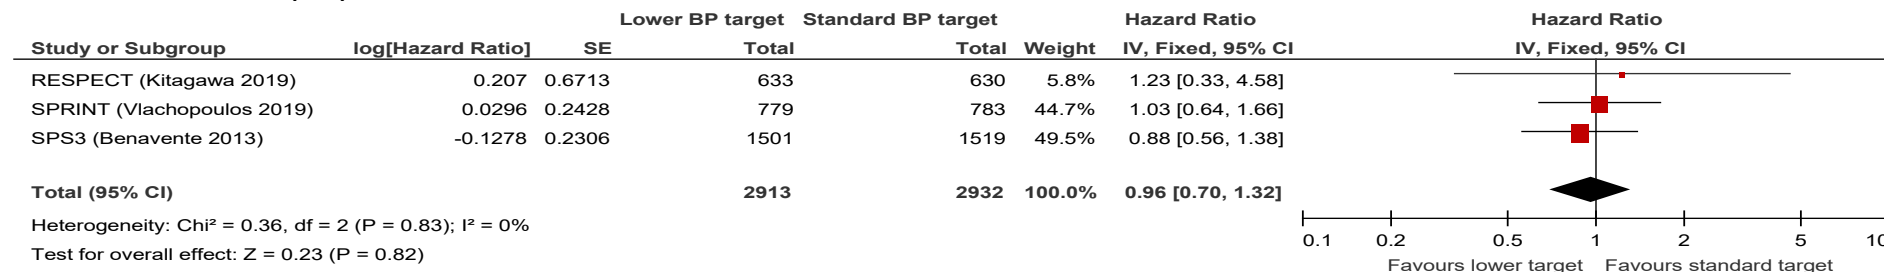 Lower BP target Standard BP target Hazard Ratio Hazard Ratio
Study or Subgroup log[Hazard Ratio] SE Total Total Weight IV, Fixed, 95% CI IV, Fixed, 95% CI
RESPECT (Kitagawa 2019) 0.207 0.6713 633 630 5.8% 1.23 [0.33, 4.58]
SPRINT (Vlachopoulos 2019) 0.0296 0.2428 779 783 44.7% 1.03 [0.64, 1.66]
SPS3 (Benavente 2013) -0.1278 0.2306 1501 1519 49.5% 0.88 [0.56, 1.38]
Total (95% CI) 2913 2932 100.0% 0.96 [0.70, 1.32]
Heterogeneity: Chi² = 0.36, df = 2 (P = 0.83); I² = 0%
Test for overall effect: Z = 0.23 (P = 0.82)
0.1 0.2 0.5 1 2 5 10
Favours lower target Favours standard target